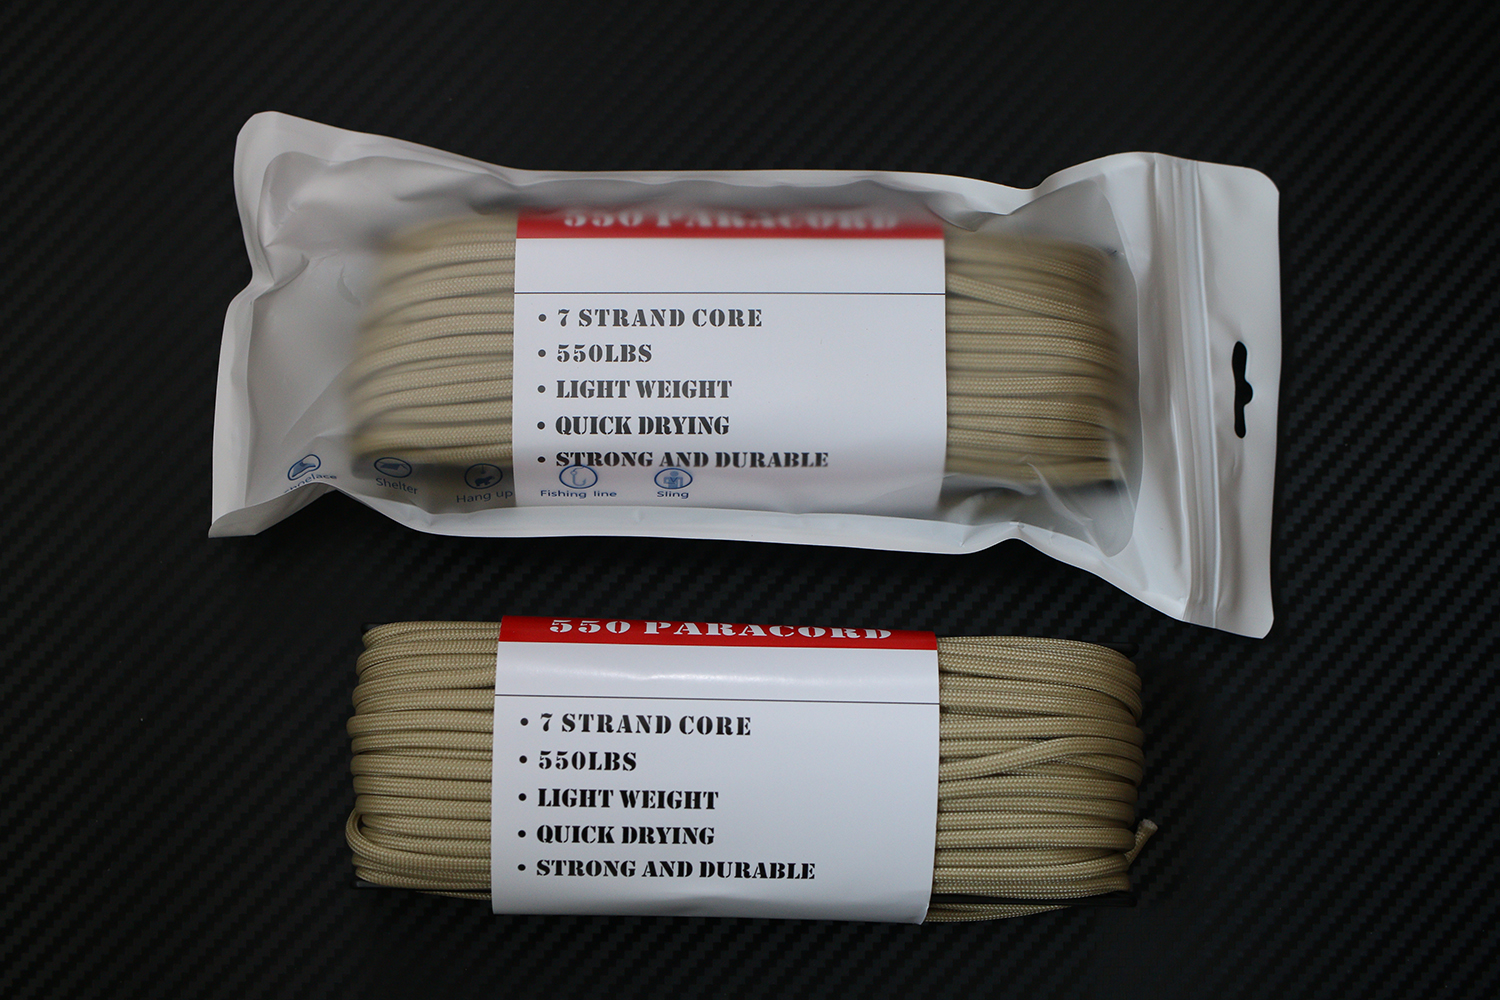 550 PARACORD
• 7 STRAND CORE
• 550LBS
• LIGHT WEIGHT
• QUICK DRYING
• STRONG AND DURABLE
Shoelace Shelter Hang up Fishing line Sling
550 PARACORD
• 7 STRAND CORE
• 550LBS
• LIGHT WEIGHT
• QUICK DRYING
• STRONG AND DURABLE